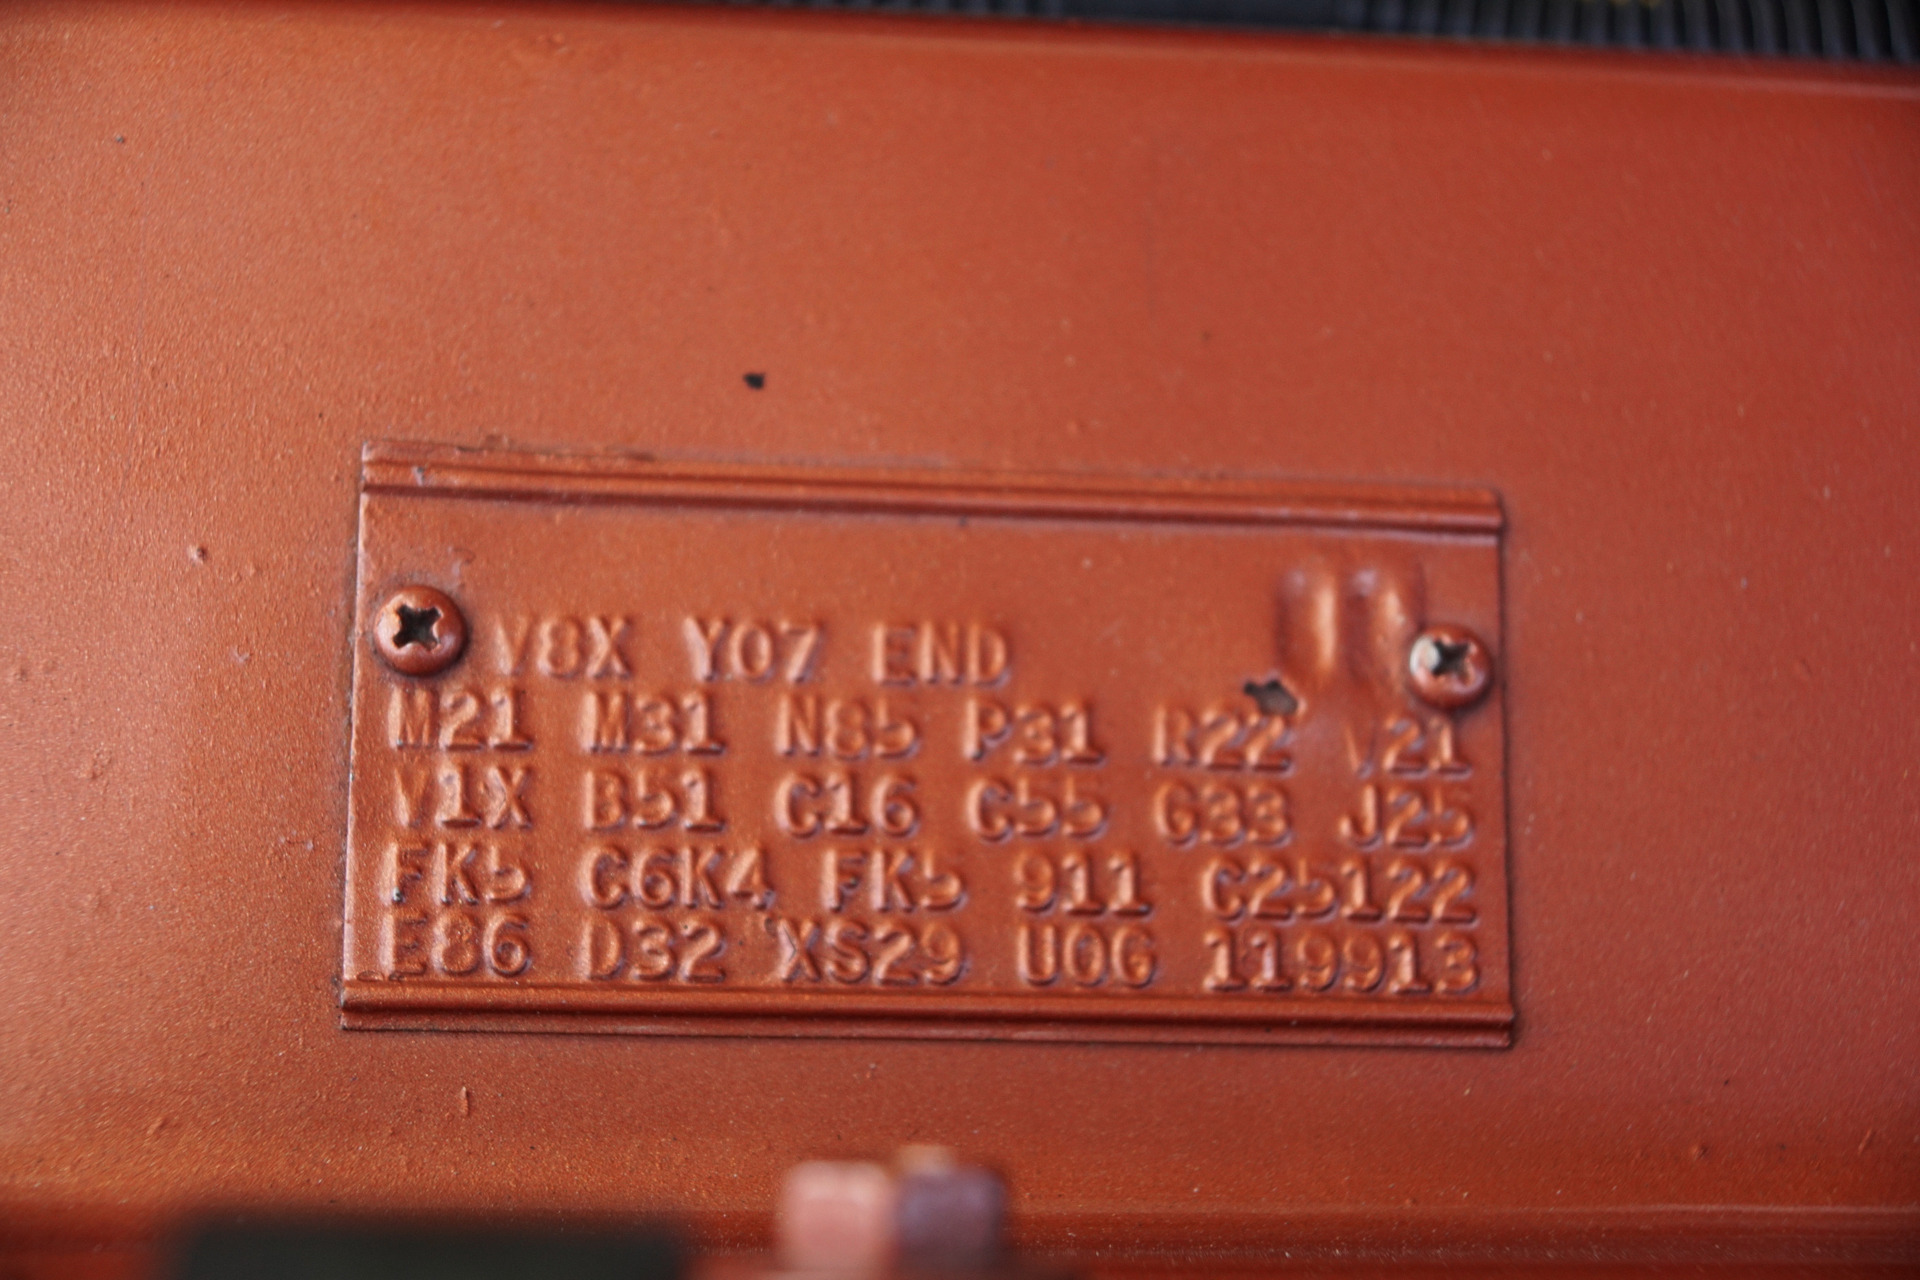 V8X Y07 END
M21 M31 N85 P31 R22 V21
V1X B51 C16 C55 G33 J25
FK5 C6K4 FK5 911 C25122
E86 D32 XS29 U0G 119913